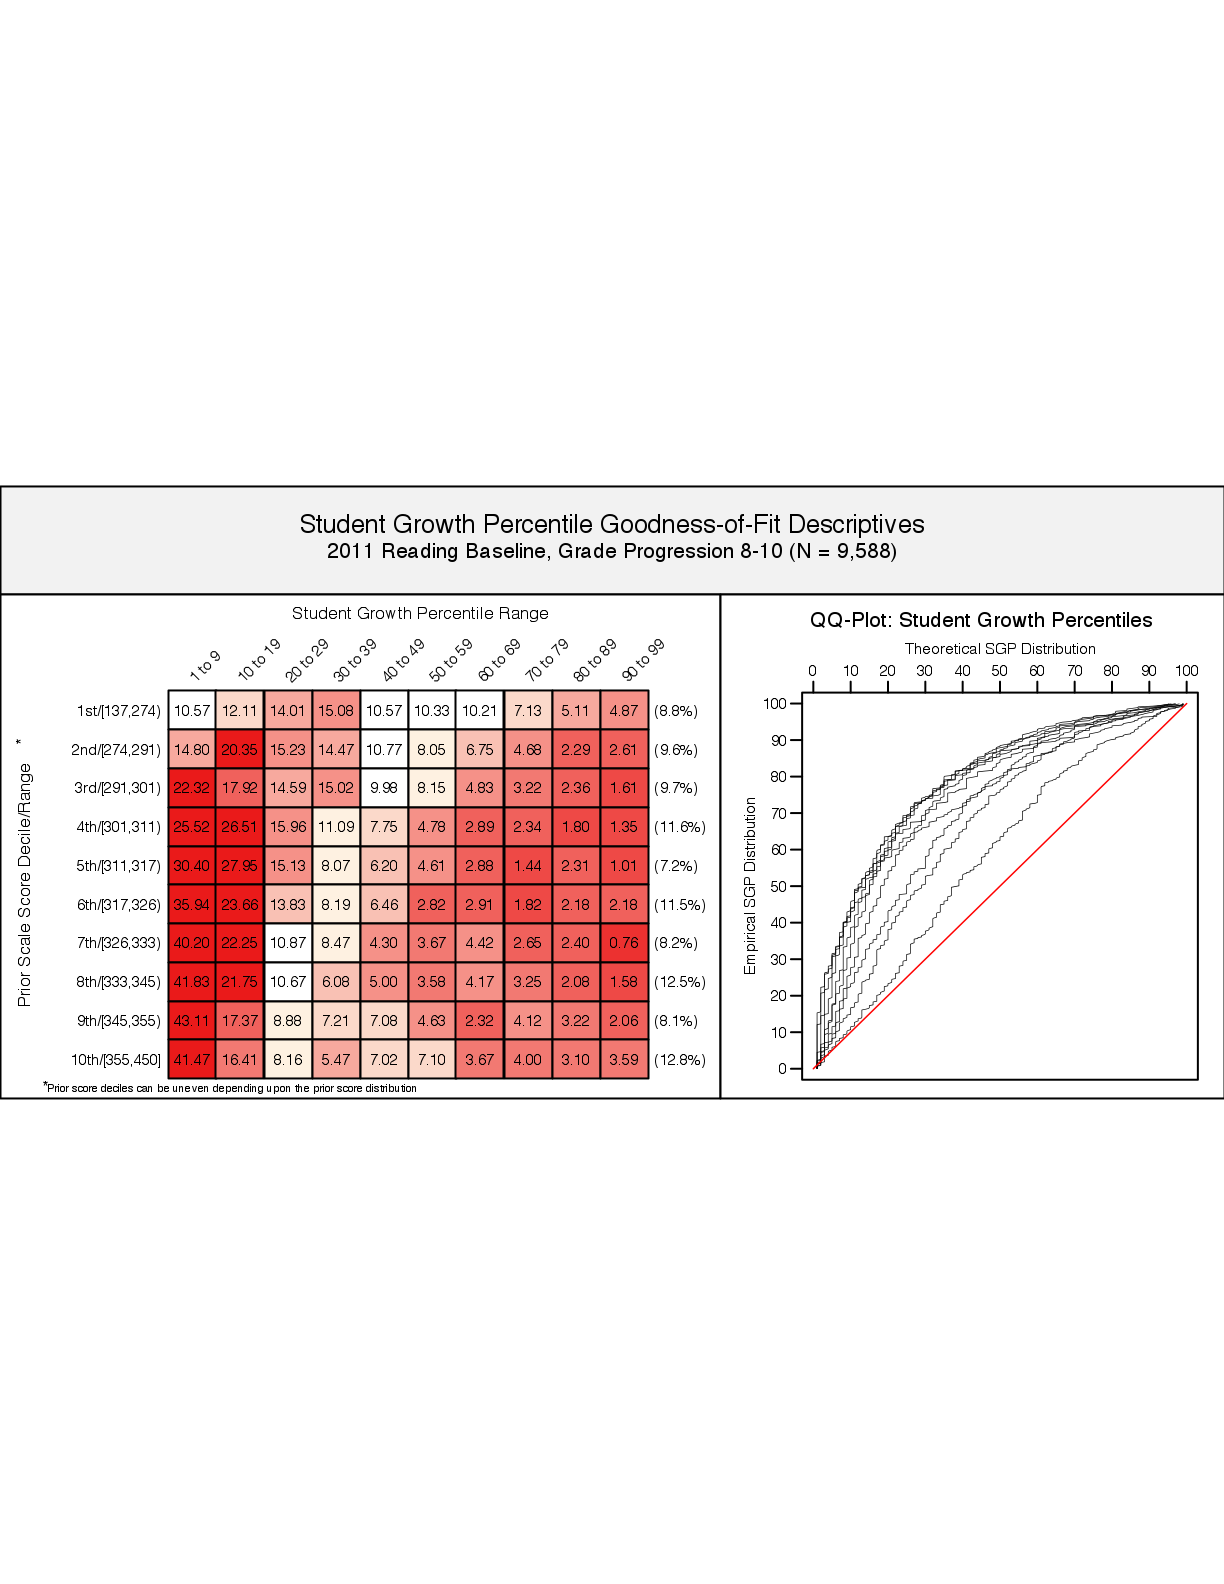 Student Growth Percentile Goodness-of-Fit Descriptives
2011 Reading Baseline, Grade Progression 8-10 (N = 9,588)
Student Growth Percentile Range
1 to 9 10 to 19 20 to 29 30 to 39 40 to 49 50 to 59 60 to 69 70 to 79 80 to 89 90 to 99
Prior Scale Score Decile/Range *
1st/[137,274) 10.57 12.11 14.01 15.08 10.57 10.33 10.21 7.13 5.11 4.87 (8.8%)
2nd/[274,291) 14.80 20.35 15.23 14.47 10.77 8.05 6.75 4.68 2.29 2.61 (9.6%)
3rd/[291,301) 22.32 17.92 14.59 15.02 9.98 8.15 4.83 3.22 2.36 1.61 (9.7%)
4th/[301,311) 25.52 26.51 15.96 11.09 7.75 4.78 2.89 2.34 1.80 1.35 (11.6%)
5th/[311,317) 30.40 27.95 15.13 8.07 6.20 4.61 2.88 1.44 2.31 1.01 (7.2%)
6th/[317,326) 35.94 23.66 13.83 8.19 6.46 2.82 2.91 1.82 2.18 2.18 (11.5%)
7th/[326,333) 40.20 22.25 10.87 8.47 4.30 3.67 4.42 2.65 2.40 0.76 (8.2%)
8th/[333,345) 41.83 21.75 10.67 6.08 5.00 3.58 4.17 3.25 2.08 1.58 (12.5%)
9th/[345,355) 43.11 17.37 8.88 7.21 7.08 4.63 2.32 4.12 3.22 2.06 (8.1%)
10th/[355,450] 41.47 16.41 8.16 5.47 7.02 7.10 3.67 4.00 3.10 3.59 (12.8%)
*Prior score deciles can be uneven depending upon the prior score distribution
QQ-Plot: Student Growth Percentiles
Theoretical SGP Distribution
0 10 20 30 40 50 60 70 80 90 100
Empirical SGP Distribution
100
90
80
70
60
50
40
30
20
10
0